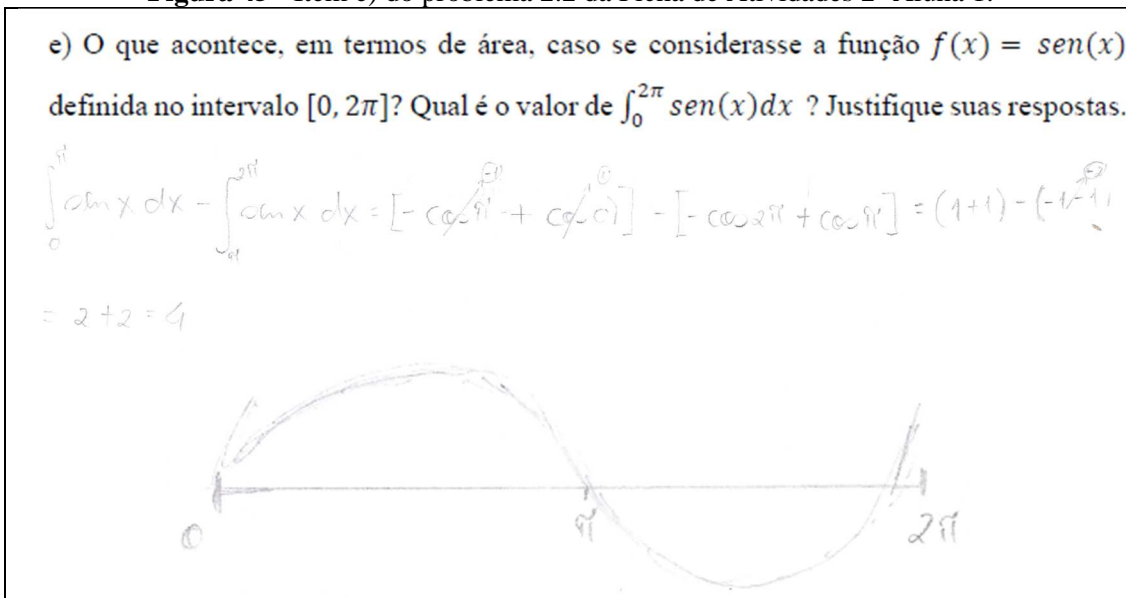 Figura 43 - Item e) do problema 2.2 da Ficha de Atividades 2- Aluna 1.
e) O que acontece, em termos de área, caso se considerasse a função f(x) = sen(x)
definida no intervalo [0, 2π]? Qual é o valor de ∫₀^{2π} sen(x)dx ? Justifique suas respostas.
∫₀^π sen x dx - ∫_π^{2π} sen x dx = [-cos π + cos 0] - [-cos 2π + cos π] = (1+1) - (-1-1)
= 2 + 2 = 4
0 π 2π